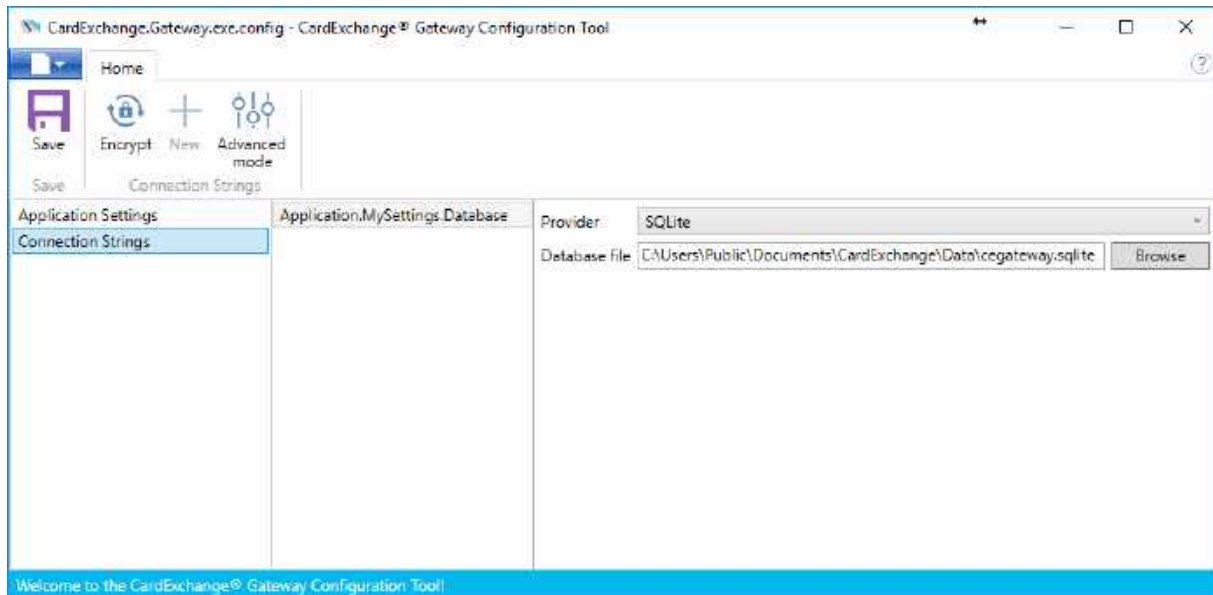 CardExchange.Gateway.exe.config - CardExchange® Gateway Configuration Tool
Home
Save
Encrypt
New
Advanced
mode
Save
Connection Strings
Application Settings
Connection Strings
Application.MySettings.Database
Provider
SQLite
Database file
C:\Users\Public\Documents\CardExchange\Data\cegateway.sqlite
Browse
Welcome to the CardExchange® Gateway Configuration Tool!